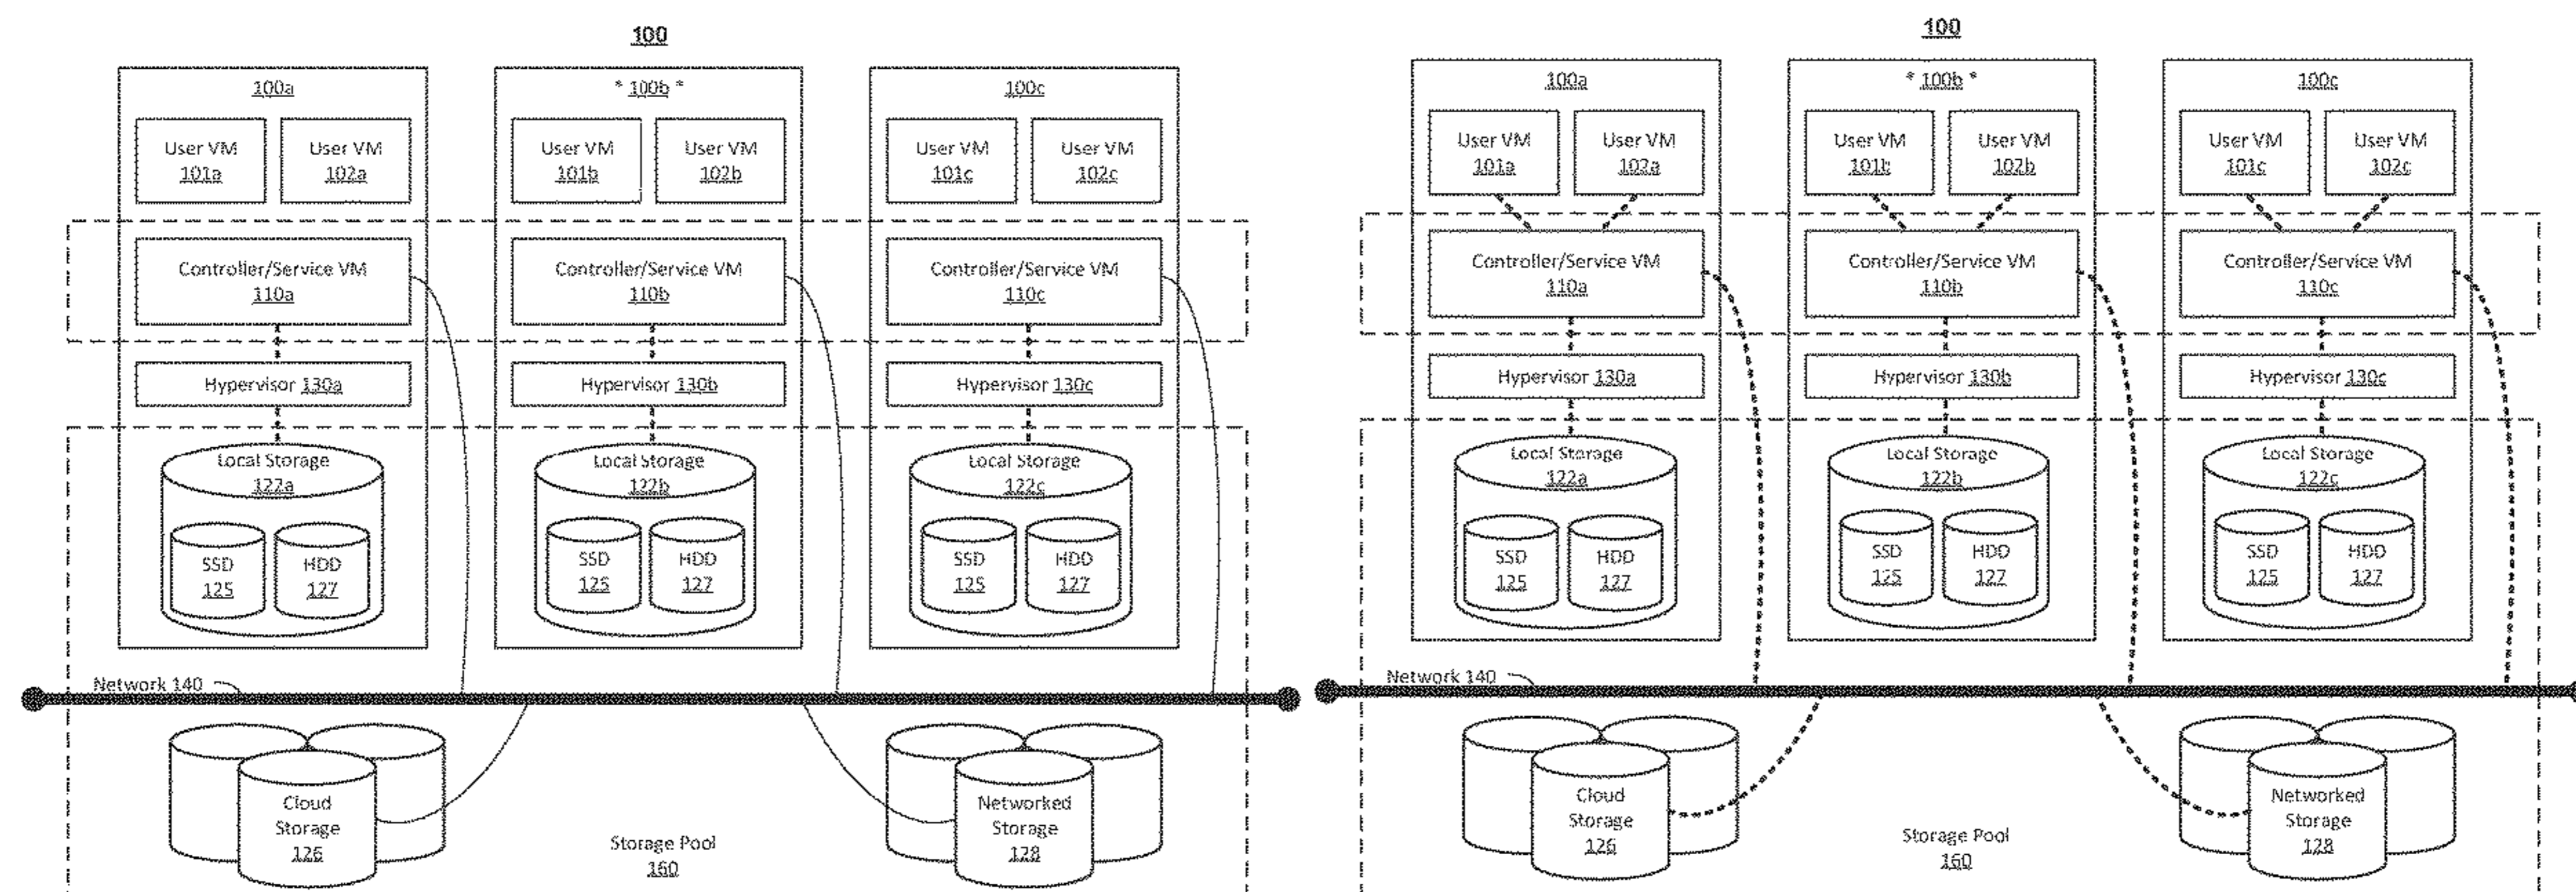 100
100a
* 100b *
100c
User VM
101a
User VM
102a
User VM
101b
User VM
102b
User VM
101c
User VM
102c
Controller/Service VM
110a
Controller/Service VM
110b
Controller/Service VM
110c
Hypervisor 130a
Hypervisor 130b
Hypervisor 130c
Local Storage
122a
Local Storage
122b
Local Storage
122c
SSD
125
HDD
127
SSD
125
HDD
127
SSD
125
HDD
127
Network 140
Cloud
Storage
126
Storage Pool
160
Networked
Storage
128
100
100a
* 100b *
100c
User VM
101a
User VM
102a
User VM
101b
User VM
102b
User VM
101c
User VM
102c
Controller/Service VM
110a
Controller/Service VM
110b
Controller/Service VM
110c
Hypervisor 130a
Hypervisor 130b
Hypervisor 130c
Local Storage
122a
Local Storage
122b
Local Storage
122c
SSD
125
HDD
127
SSD
125
HDD
127
SSD
125
HDD
127
Network 140
Cloud
Storage
126
Storage Pool
160
Networked
Storage
128